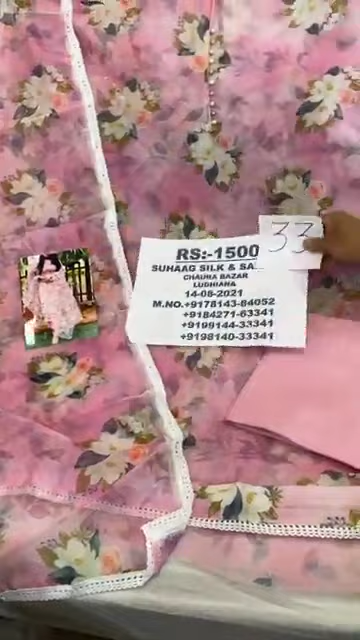 33
RS:-1500
SUHAAG SILK & SA...
CHAURA BAZAR
LUDHIANA
14-08-2021
M.NO.+9178143-84052
+9184271-63341
+9199144-33341
+9198140-33341